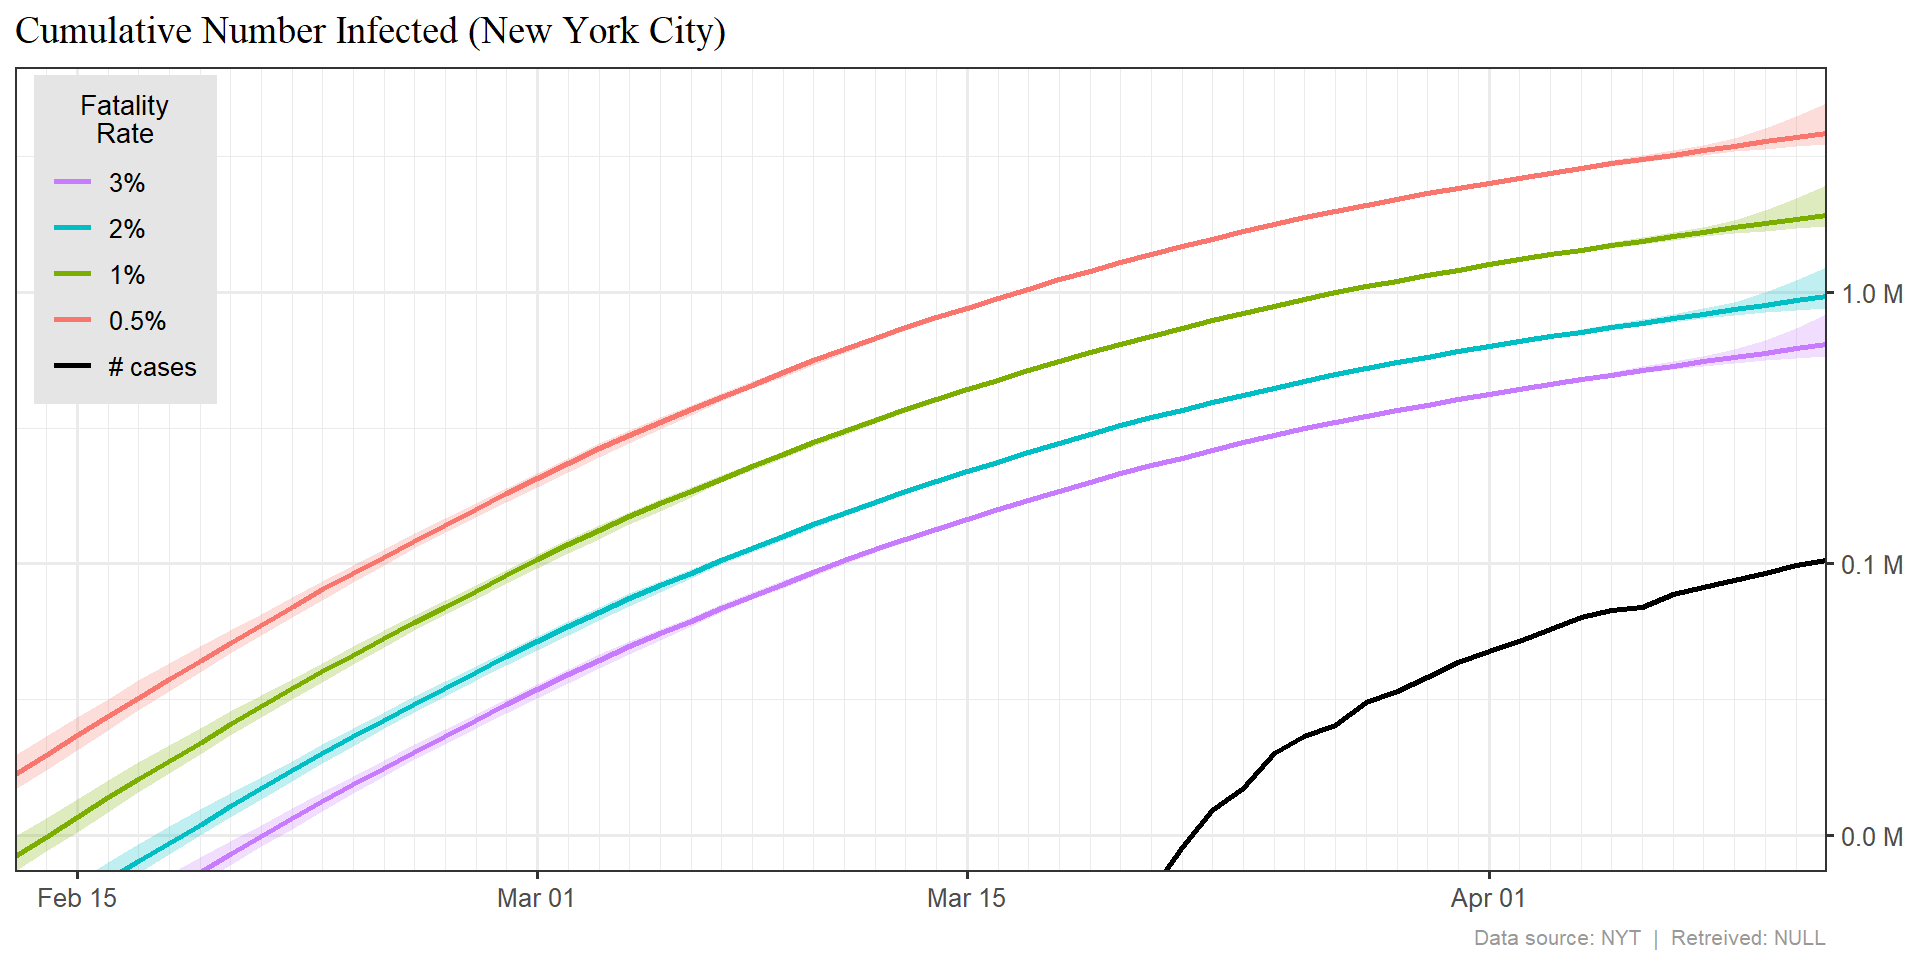 Cumulative Number Infected (New York City)
Fatality
Rate
3%
2%
1%
0.5%
# cases
1.0 M
0.1 M
0.0 M
Feb 15
Mar 01
Mar 15
Apr 01
Data source: NYT | Retreived: NULL